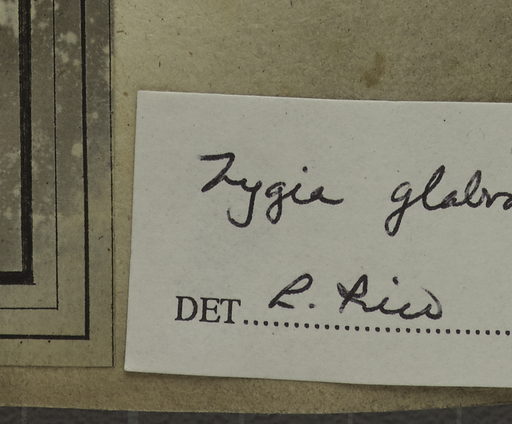 Zygia glabra
DET. R. Rico